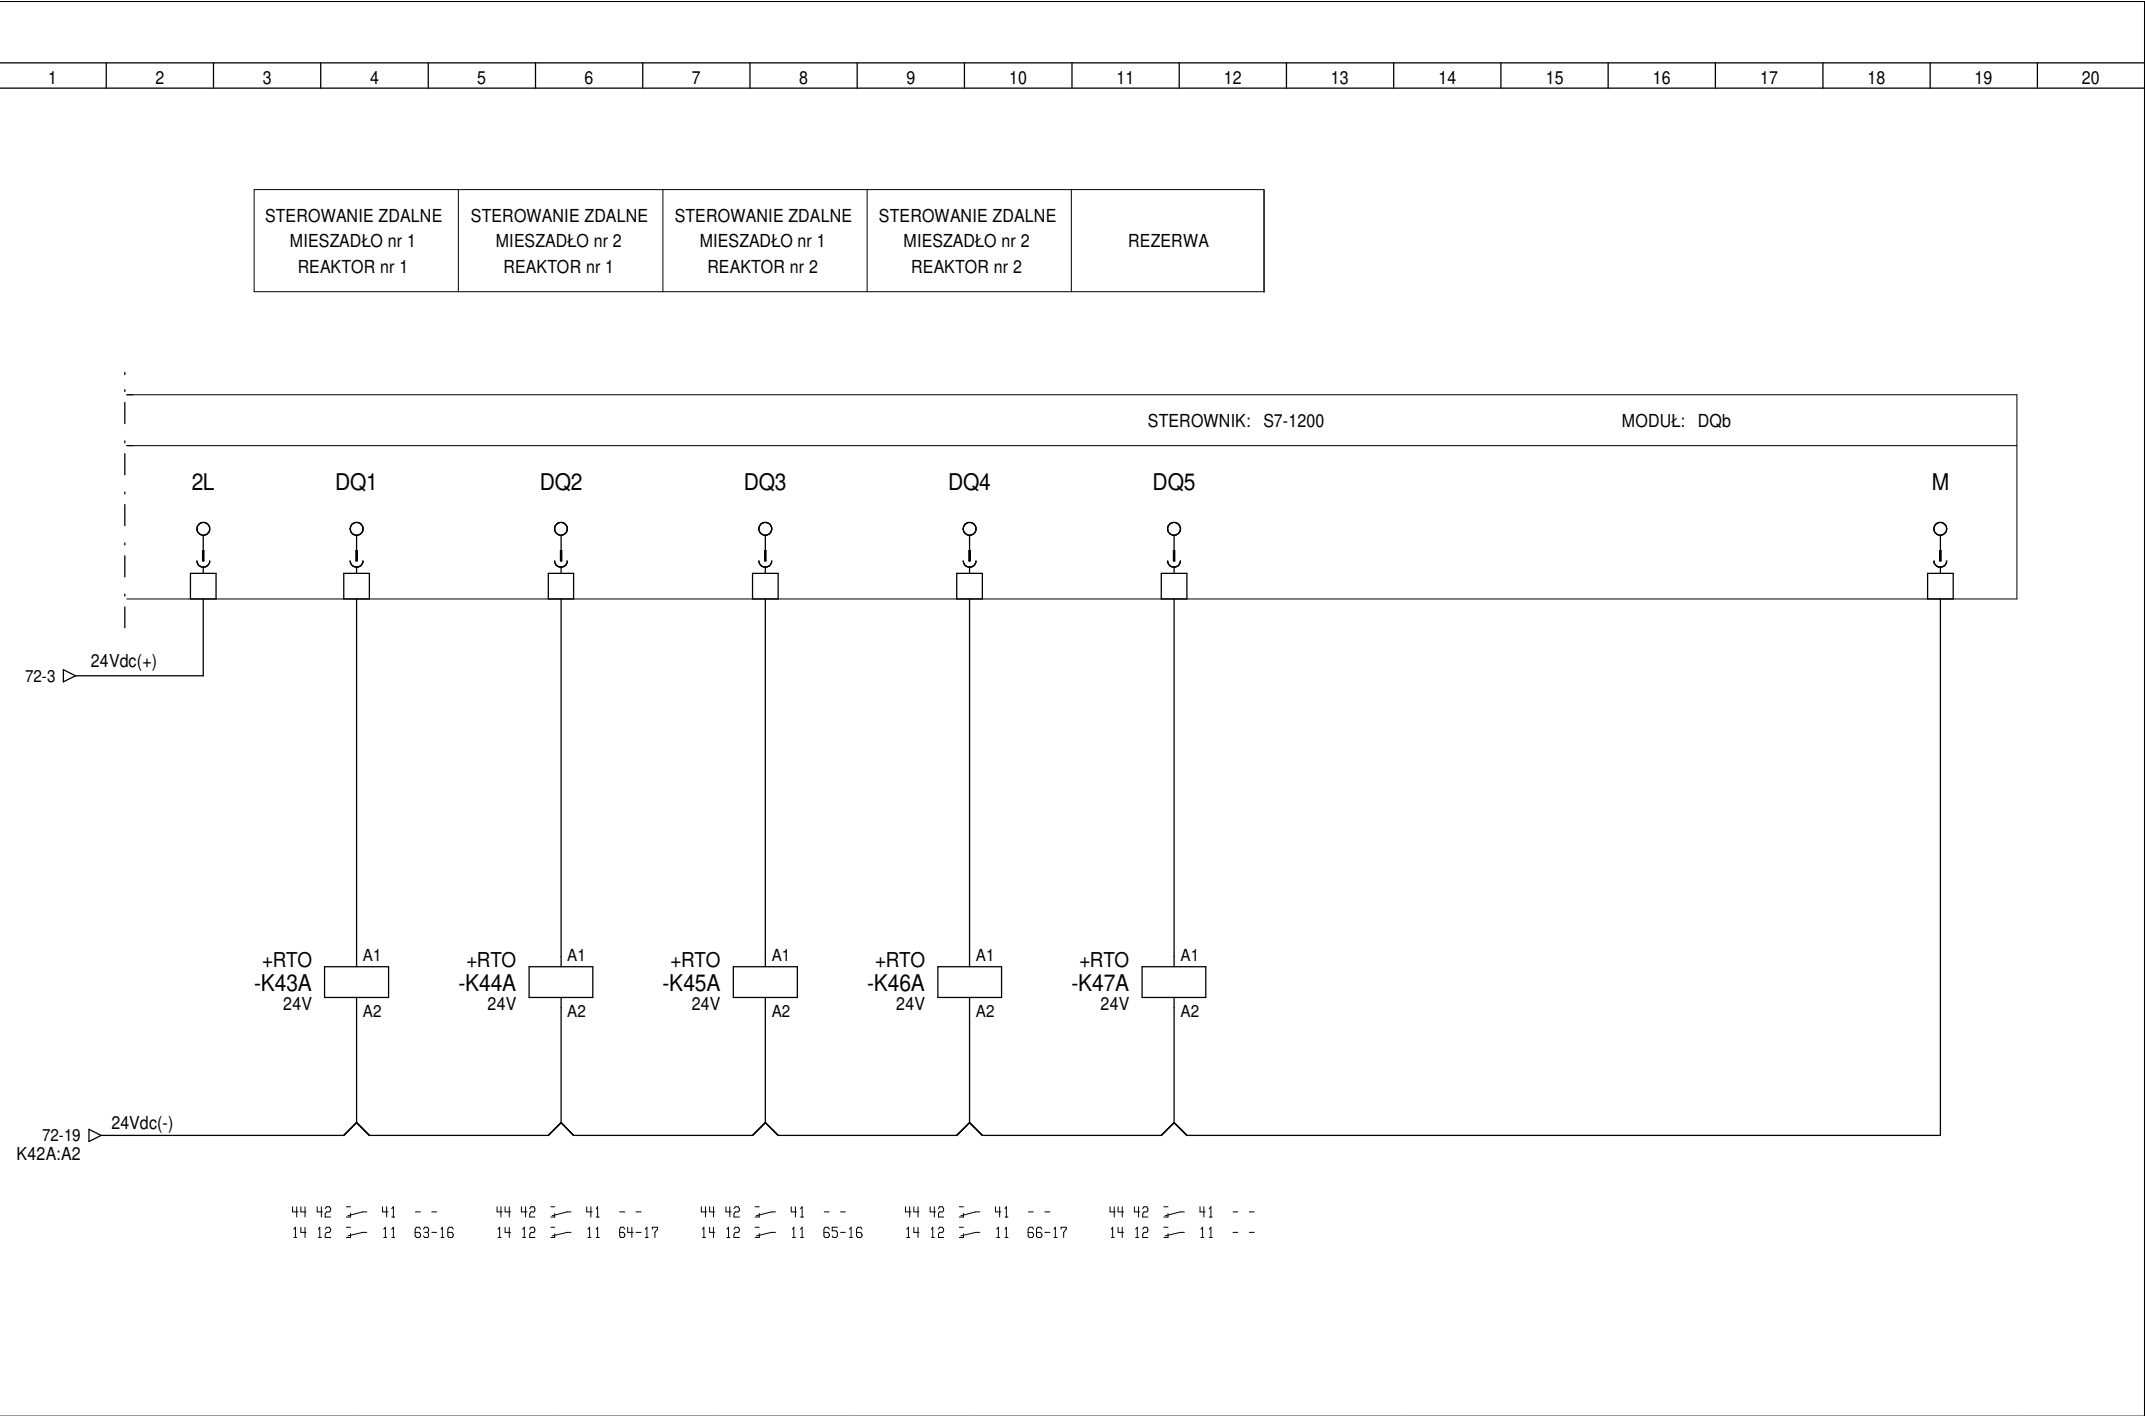 1 2 3 4 5 6 7 8 9 10 11 12 13 14 15 16 17 18 19 20
STEROWANIE ZDALNE
MIESZADŁO nr 1
REAKTOR nr 1
STEROWANIE ZDALNE
MIESZADŁO nr 2
REAKTOR nr 1
STEROWANIE ZDALNE
MIESZADŁO nr 1
REAKTOR nr 2
STEROWANIE ZDALNE
MIESZADŁO nr 2
REAKTOR nr 2
REZERWA
STEROWNIK: S7-1200 MODUŁ: DQb
2L DQ1 DQ2 DQ3 DQ4 DQ5 M
24Vdc(+)
72-3
+RTO
-K43A
24V
A1
A2
+RTO
-K44A
24V
A1
A2
+RTO
-K45A
24V
A1
A2
+RTO
-K46A
24V
A1
A2
+RTO
-K47A
24V
A1
A2
24Vdc(-)
72-19
K42A:A2
44 42 41 - -
14 12 11 63-16
44 42 41 - -
14 12 11 64-17
44 42 41 - -
14 12 11 65-16
44 42 41 - -
14 12 11 66-17
44 42 41 - -
14 12 11 - -